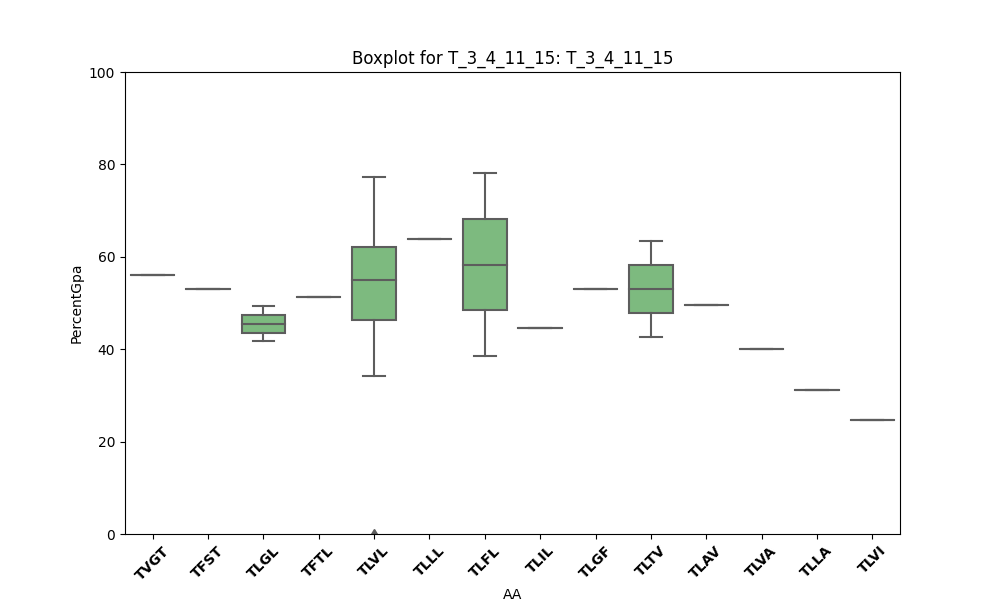 Boxplot for T_3_4_11_15: T_3_4_11_15
100
80
60
40
20
0
PercentGpa
TVGT TFST TLGL TFTL TLVL TLLL TLFL TLIL TLGF TLTV TLAV TLVA TLLA TLVI
AA